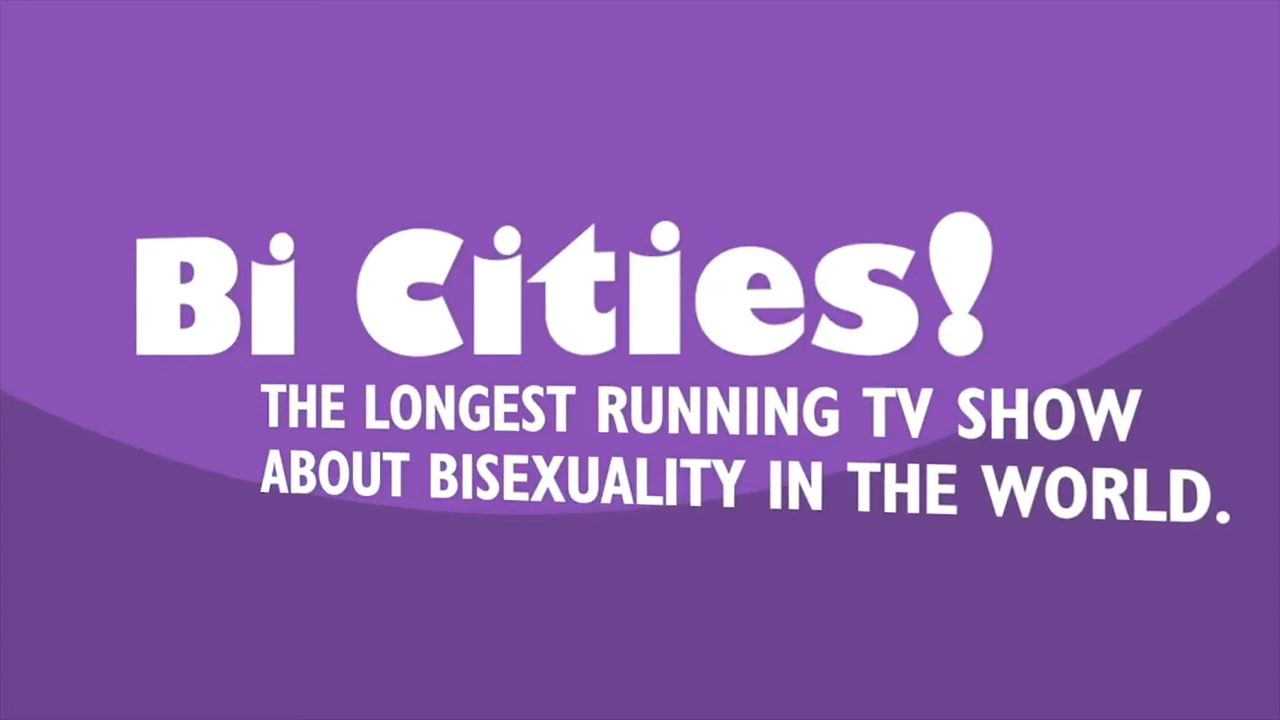 Bi Cities!
THE LONGEST RUNNING TV SHOW
ABOUT BISEXUALITY IN THE WORLD.